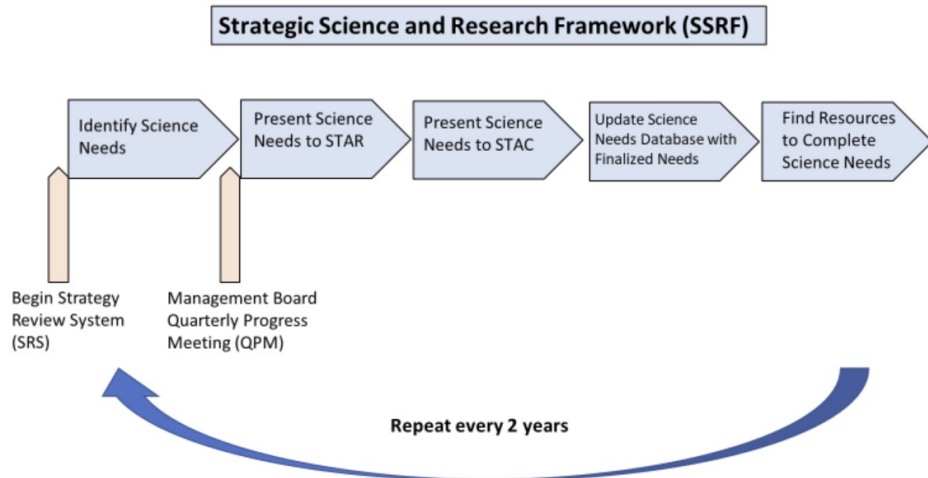 Strategic Science and Research Framework (SSRF)
Identify Science
Needs
Present Science
Needs to STAR
Present Science
Needs to STAC
Update Science
Needs Database with
Finalized Needs
Find Resources
to Complete
Science Needs
Begin Strategy
Review System
(SRS)
Management Board
Quarterly Progress
Meeting (QPM)
Repeat every 2 years